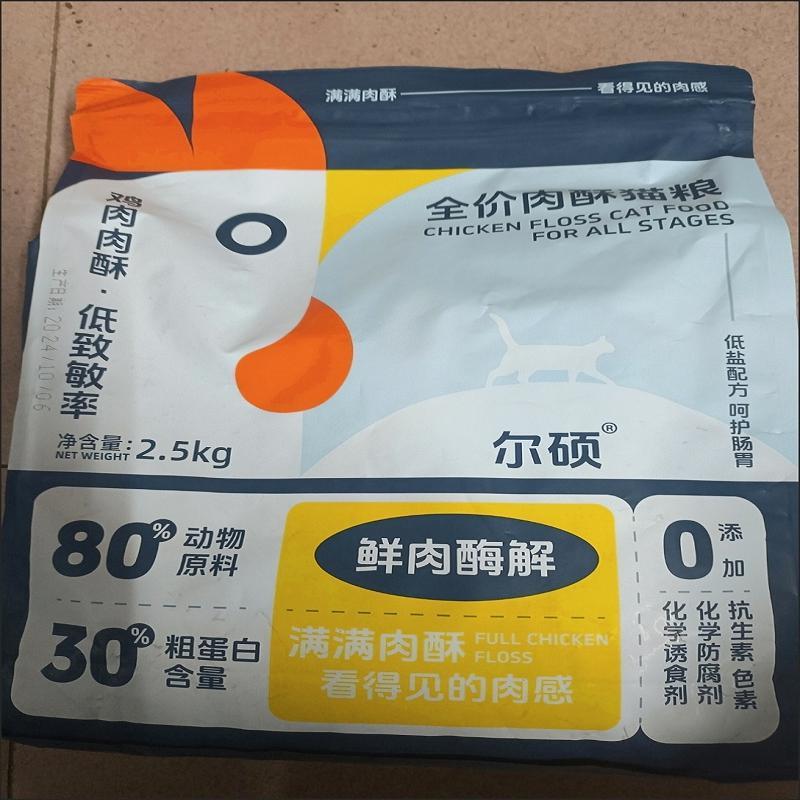 满满肉酥
看得见的肉感
全价肉酥猫粮
CHICKEN FLOSS CAT FOOD
FOR ALL STAGES
鸡肉肉酥·低致敏率
生产日期:2024/10/06
低盐配方 呵护肠胃
净含量:2.5kg
NET WEIGHT
尔硕®
80%动物原料
30%粗蛋白含量
鲜肉酶解
满满肉酥 FULL CHICKEN FLOSS
看得见的肉感
0添加
抗生素 色素
化学防腐剂
化学诱食剂